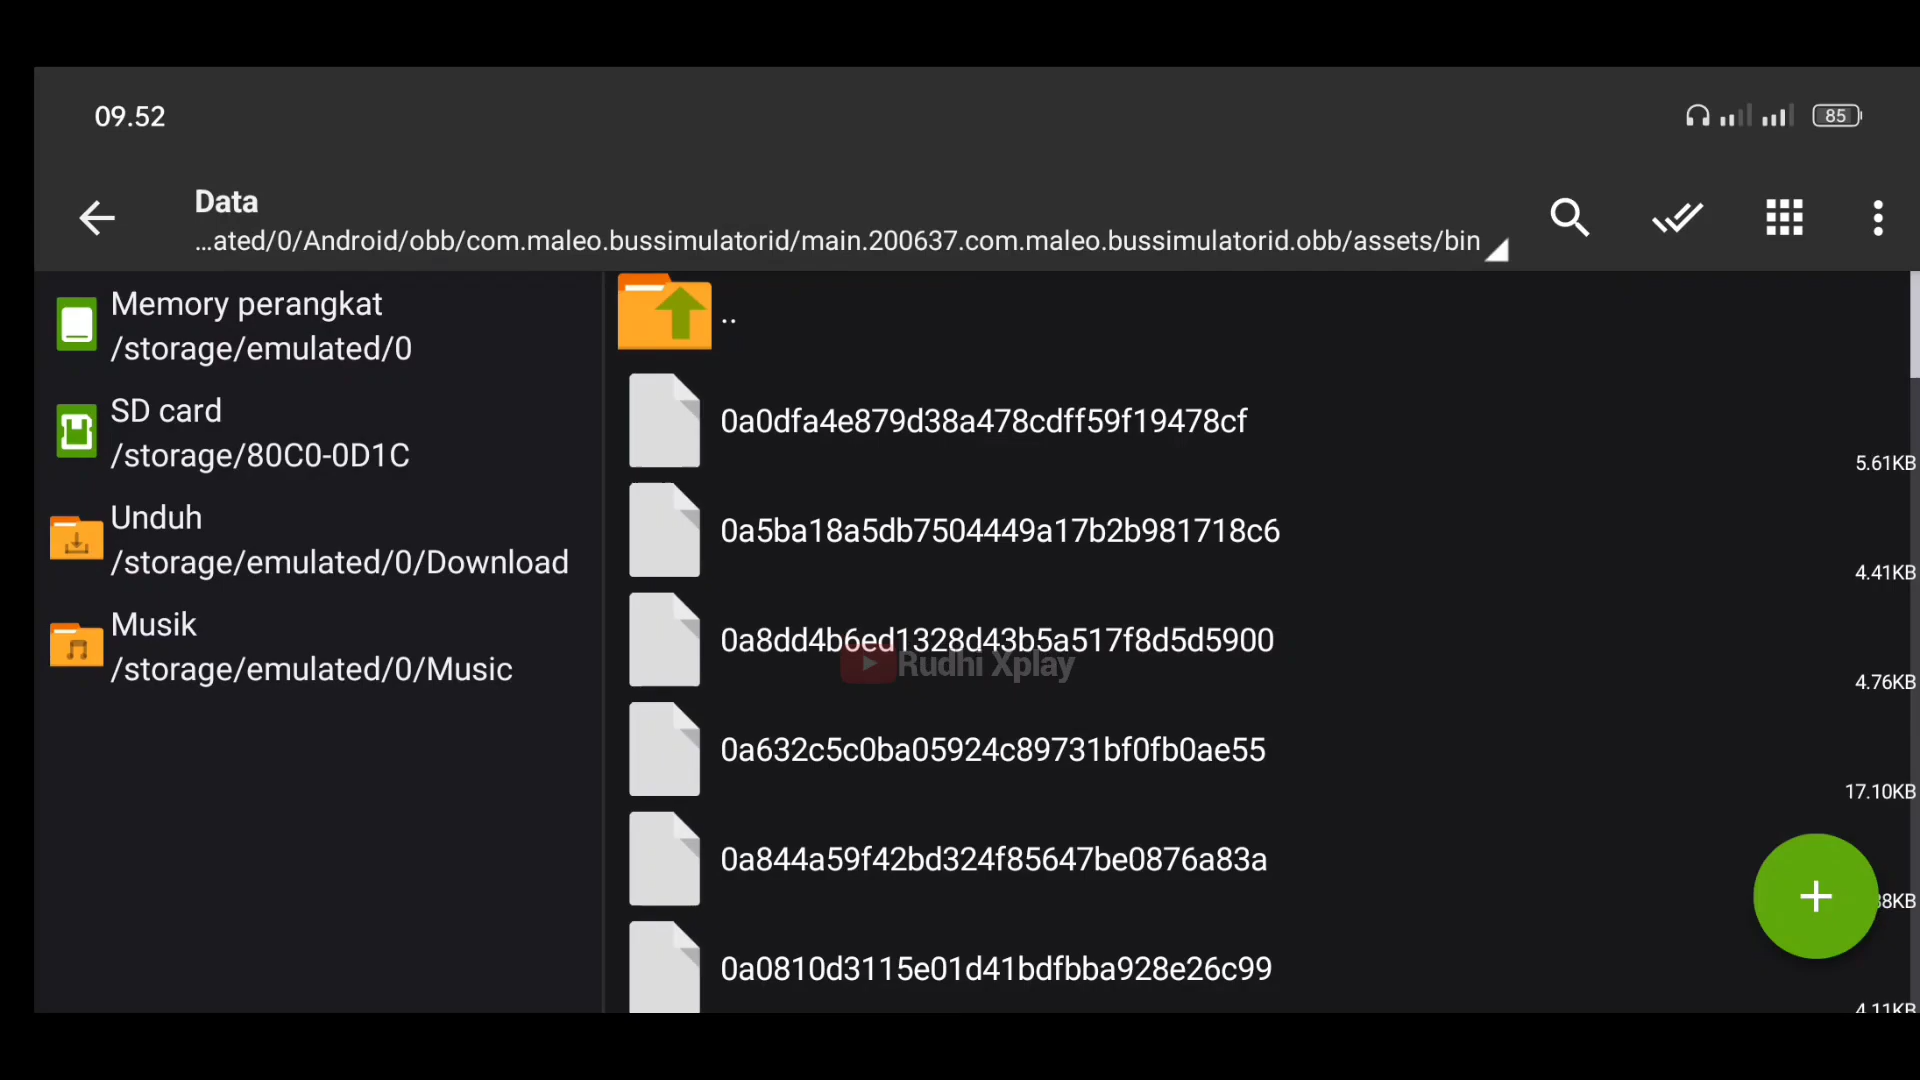 09.52
85
Data
...ated/0/Android/obb/com.maleo.bussimulatorid/main.200637.com.maleo.bussimulatorid.obb/assets/bin
Memory perangkat
/storage/emulated/0
SD card
/storage/80C0-0D1C
Unduh
/storage/emulated/0/Download
Musik
/storage/emulated/0/Music
..
0a0dfa4e879d38a478cdff59f19478cf
5.61KB
0a5ba18a5db7504449a17b2b981718c6
4.41KB
0a8dd4b6ed1328d43b5a517f8d5d5900
Rudhi Xplay
4.76KB
0a632c5c0ba05924c89731bf0fb0ae55
17.10KB
0a844a59f42bd324f85647be0876a83a
0a0810d3115e01d41bdfbba928e26c99
4.11KB